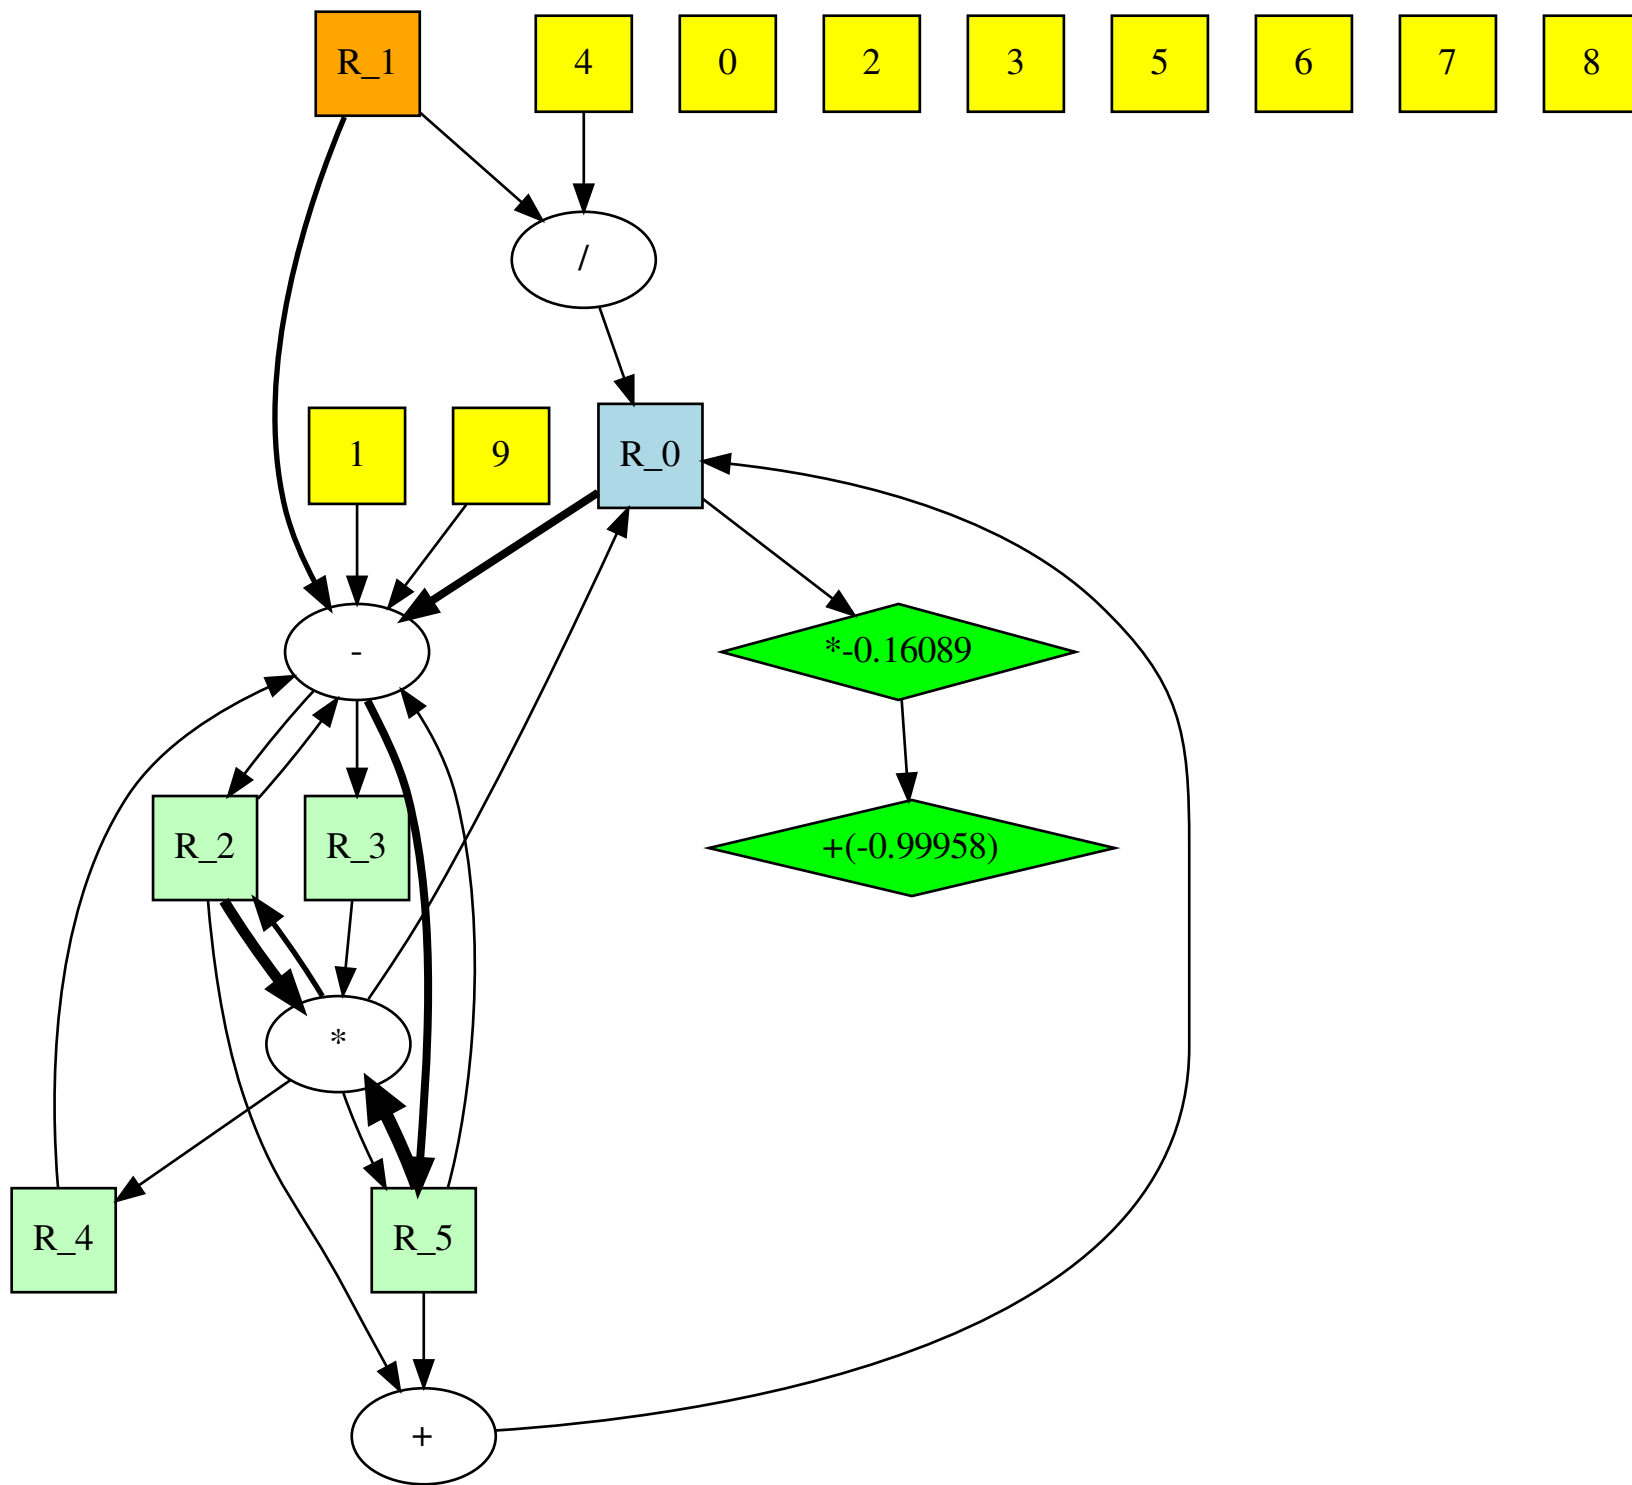 R_1 4 0 2 3 5 6 7 8
/
1 9 R_0
- *-0.16089
R_2 R_3 +(-0.99958)
*
R_4 R_5
+